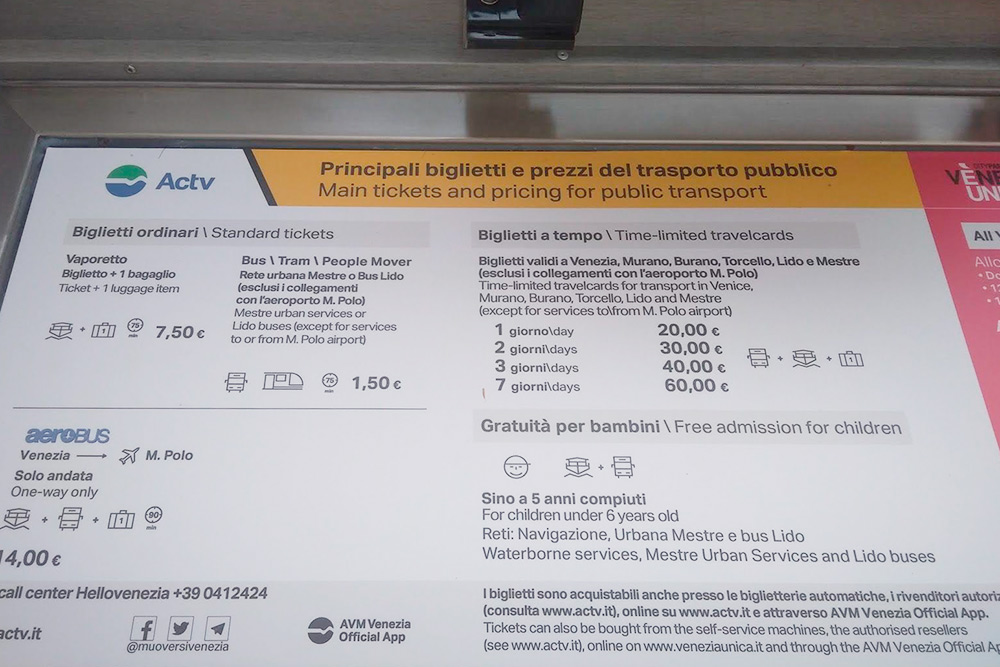 Actv
Principali biglietti e prezzi del trasporto pubblico
Main tickets and pricing for public transport
Biglietti ordinari \ Standard tickets
Vaporetto
Biglietto + 1 bagaglio
Ticket + 1 luggage item
75
min
7,50 €
Bus \ Tram \ People Mover
Rete urbana Mestre o Bus Lido
(esclusi i collegamenti
con l'aeroporto M. Polo)
Mestre urban services or
Lido buses (except for services
to or from M. Polo airport)
75
min
1,50 €
aeroBUS
Venezia
M. Polo
Solo andata
One-way only
+ + 1 90
min
14,00 €
call center Hellovenezia +39 0412424
actv.it
@muoversivenezia
AVM Venezia
Official App
Biglietti a tempo \ Time-limited travelcards
Biglietti validi a Venezia, Murano, Burano, Torcello, Lido e Mestre
(esclusi i collegamenti con l'aeroporto M. Polo)
Time-limited travelcards for transport in Venice,
Murano, Burano, Torcello, Lido and Mestre
(except for services to\from M. Polo airport)
1 giorno\day 20,00 €
2 giorni\days 30,00 €
3 giorni\days 40,00 €
7 giorni\days 60,00 €
Gratuità per bambini \ Free admission for children
Sino a 5 anni compiuti
For children under 6 years old
Reti: Navigazione, Urbana Mestre e bus Lido
Waterborne services, Mestre Urban Services and Lido buses
I biglietti sono acquistabili anche presso le biglietterie automatiche, i rivenditori autoriz
(consulta www.actv.it), online su www.actv.it e attraverso AVM Venezia Official App.
Tickets can also be bought from the self-service machines, the authorised resellers
(see www.actv.it), online on www.veneziaunica.it and through the AVM Venezia Official Ap
VENE
UN
All